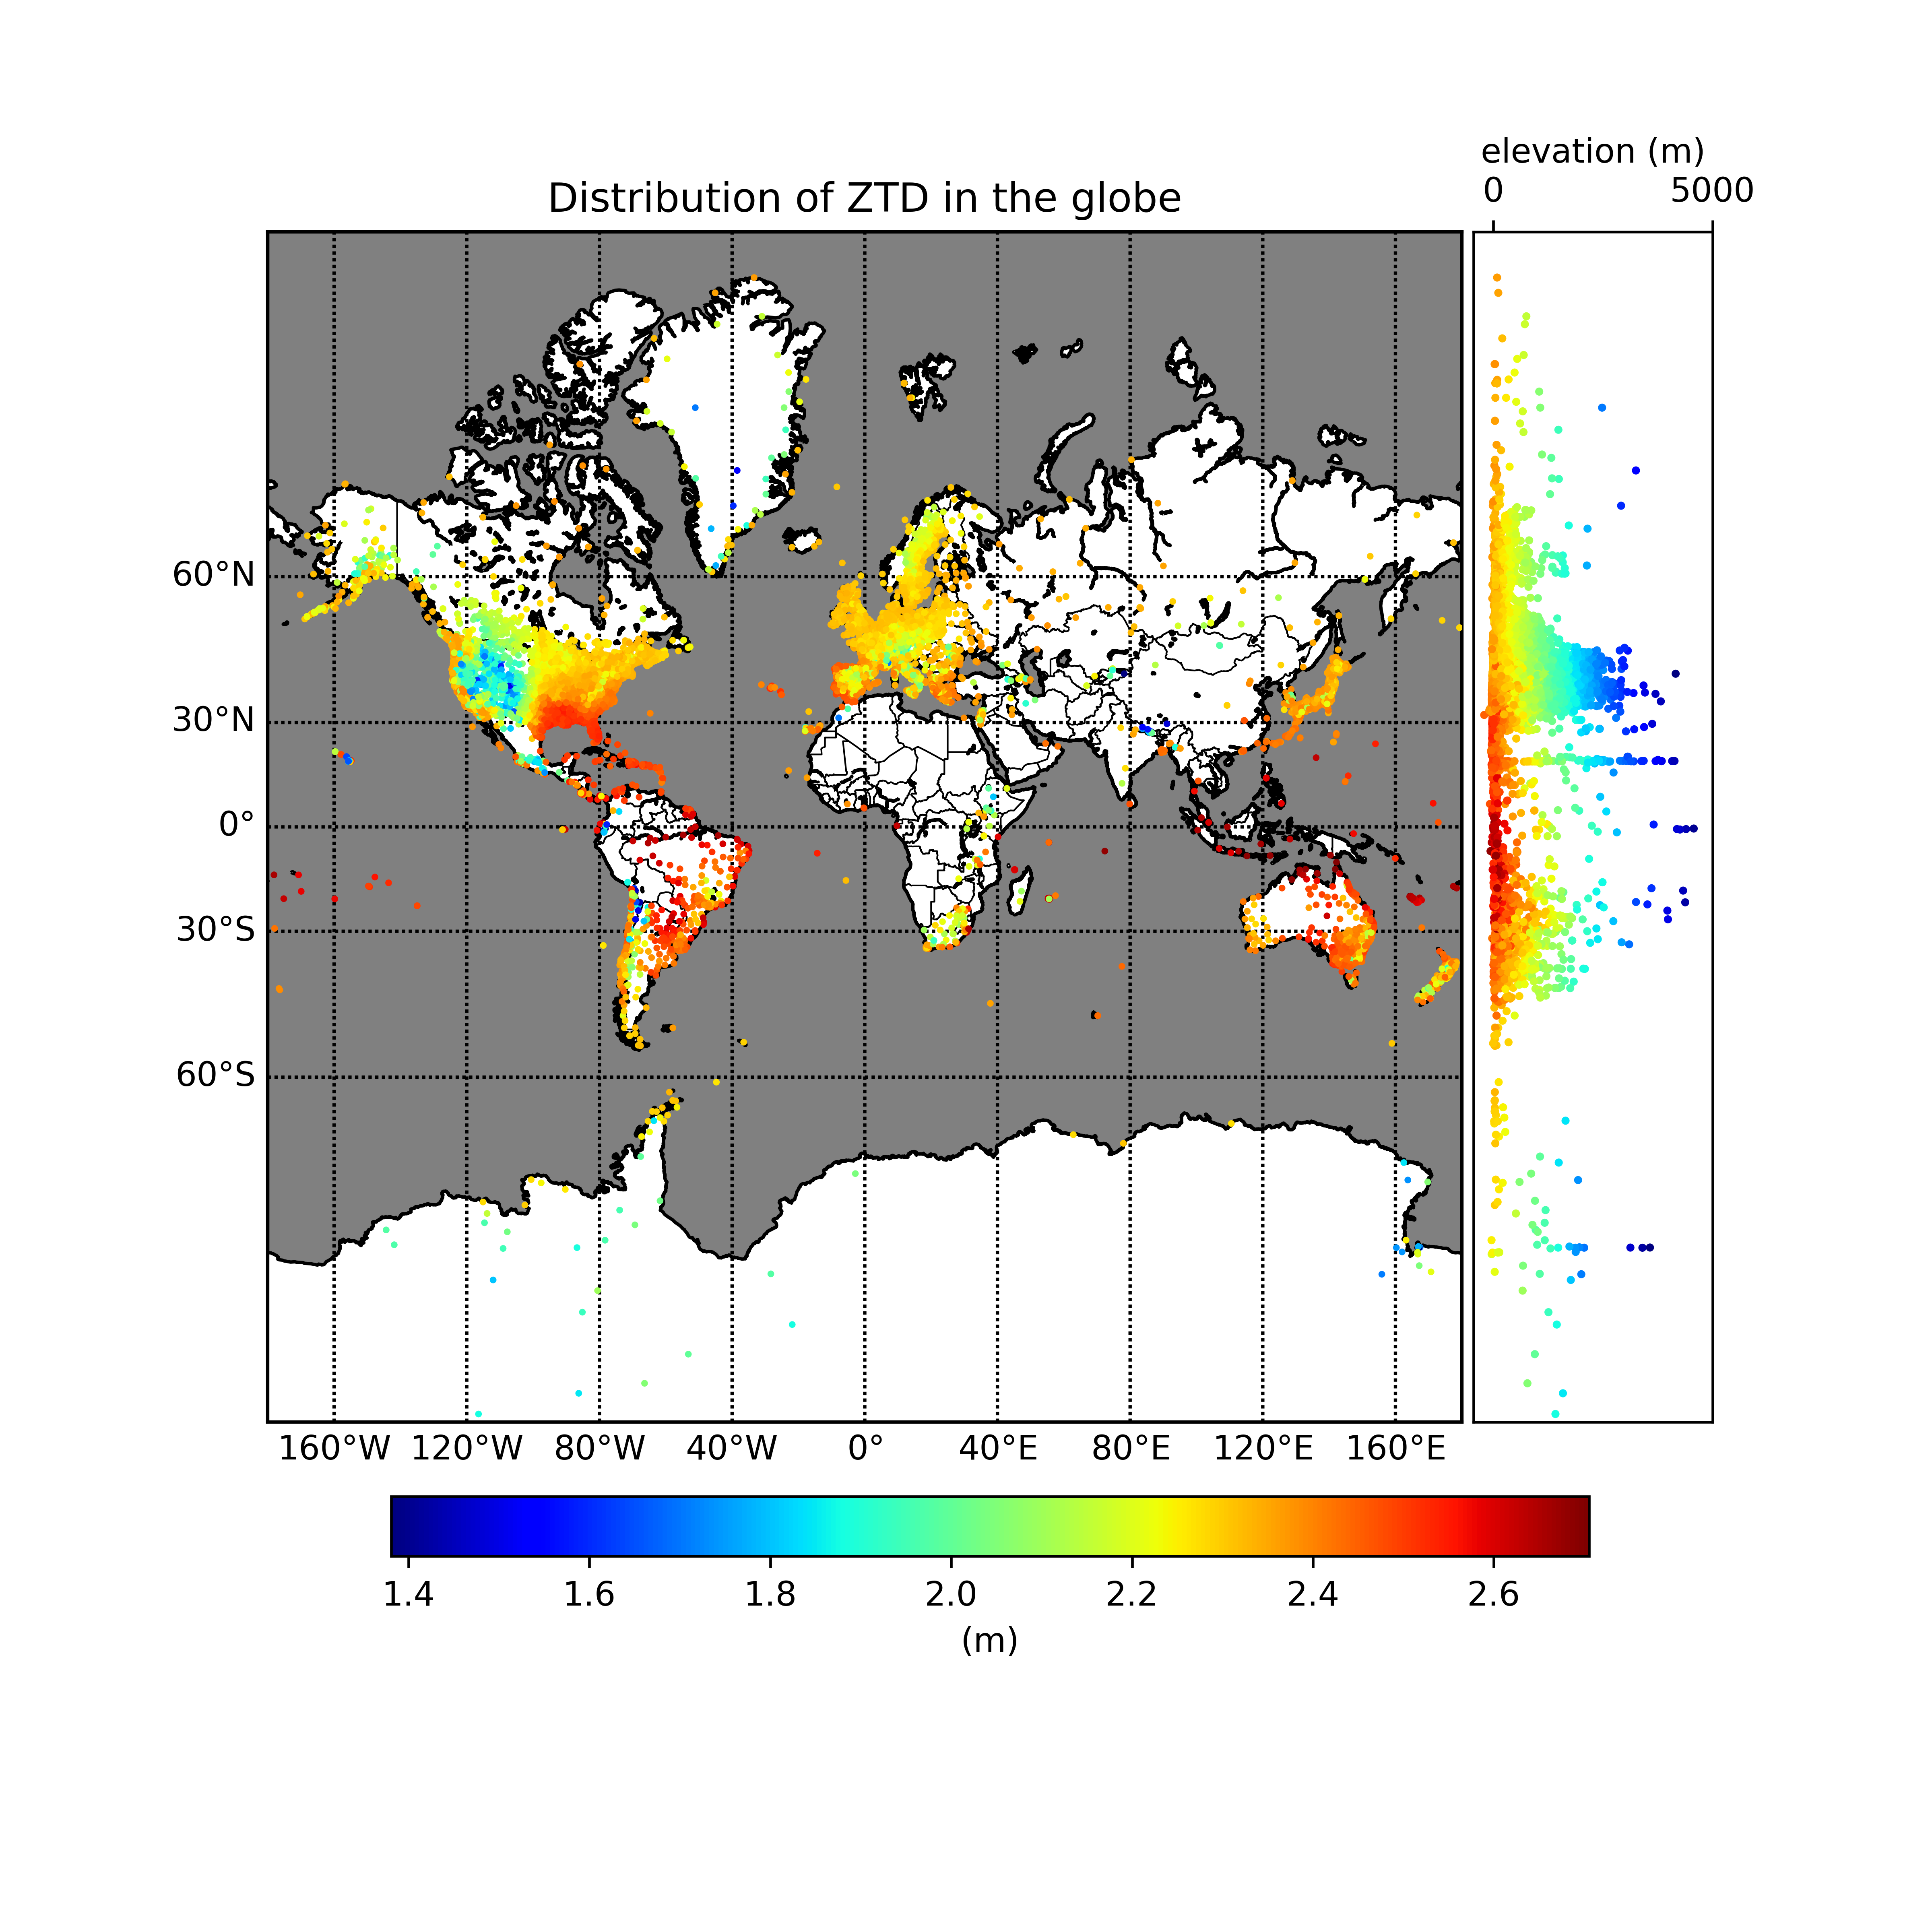 elevation (m)
0 5000
Distribution of ZTD in the globe
60°N
30°N
0°
30°S
60°S
160°W 120°W 80°W 40°W 0° 40°E 80°E 120°E 160°E
1.4 1.6 1.8 2.0 2.2 2.4 2.6
(m)